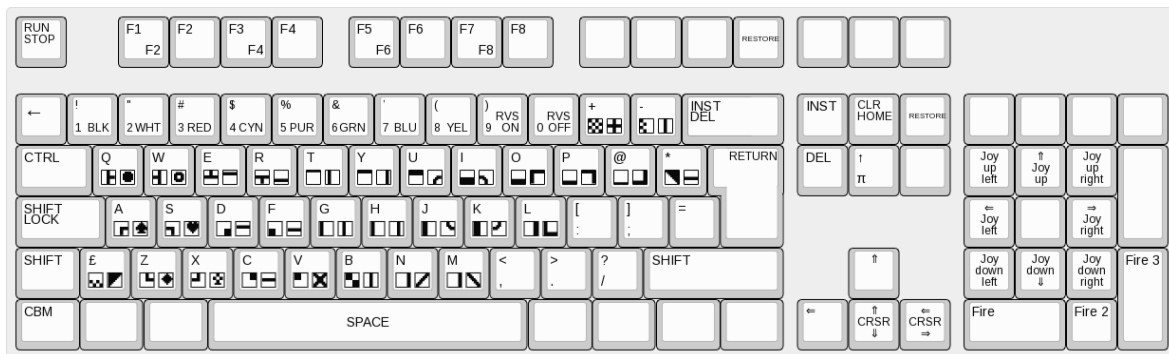 RUN STOP F1 F2 F2 F3 F4 F4 F5 F6 F6 F7 F8 F8 RESTORE
← ! 1 BLK " 2 WHT # 3 RED $ 4 CYN % 5 PUR & 6 GRN ' 7 BLU ( 8 YEL ) 9 RVS ON 0 RVS OFF + - INST DEL INST CLR HOME RESTORE
CTRL Q W E R T Y U I O P @ * RETURN DEL ↑ π Joy up left ⇑ Joy up Joy up right
SHIFT LOCK A S D F G H J K L [ : ] ; = ⇐ Joy left ⇒ Joy right
SHIFT £ Z X C V B N M < , > . ? / SHIFT ⇑ Joy down left Joy down ⇓ Joy down right Fire 3
CBM SPACE ⇐ ⇑ CRSR ⇓ ⇐ CRSR ⇒ Fire Fire 2